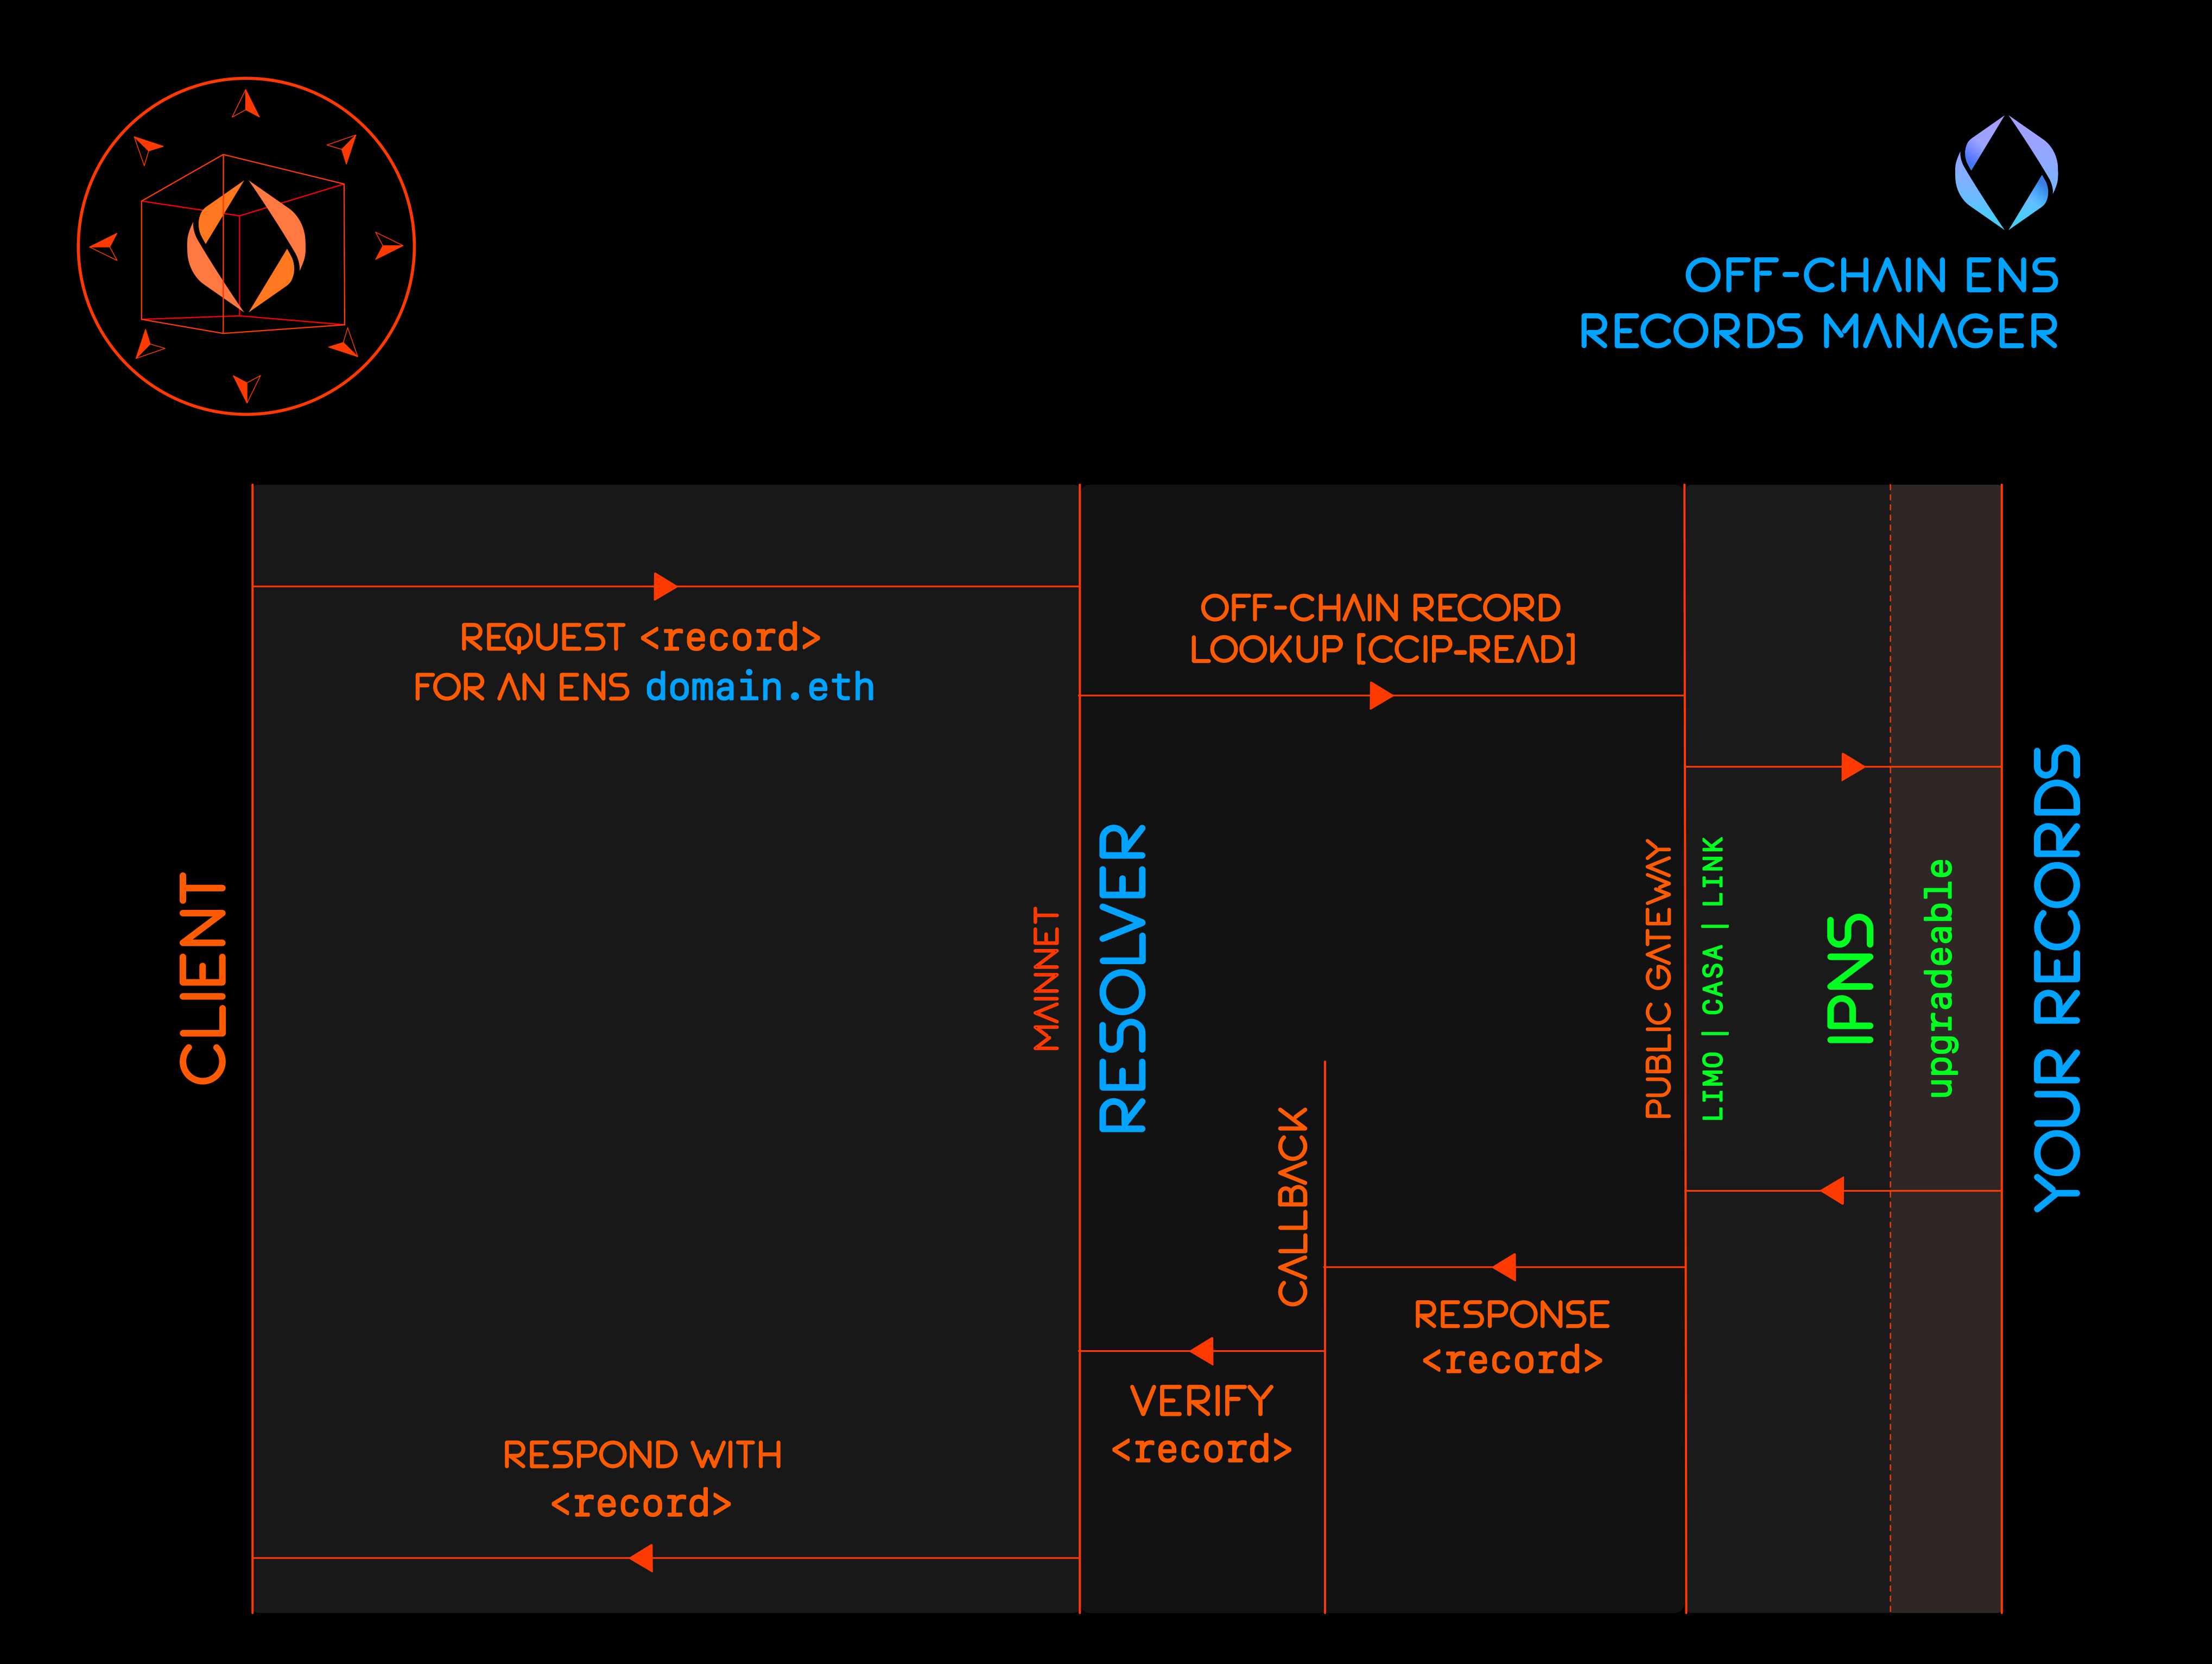 OFF-CHAIN ENS
RECORDS MANAGER
REQUEST <record>
FOR AN ENS domain.eth
OFF-CHAIN RECORD
LOOKUP [CCIP-READ]
CLIENT
MAINNET
RESOLVER
CALLBACK
PUBLIC GATEWAY
LIMO | CASA | LINK
IPNS
upgradeable
YOUR RECORDS
RESPONSE
<record>
VERIFY
<record>
RESPOND WITH
<record>